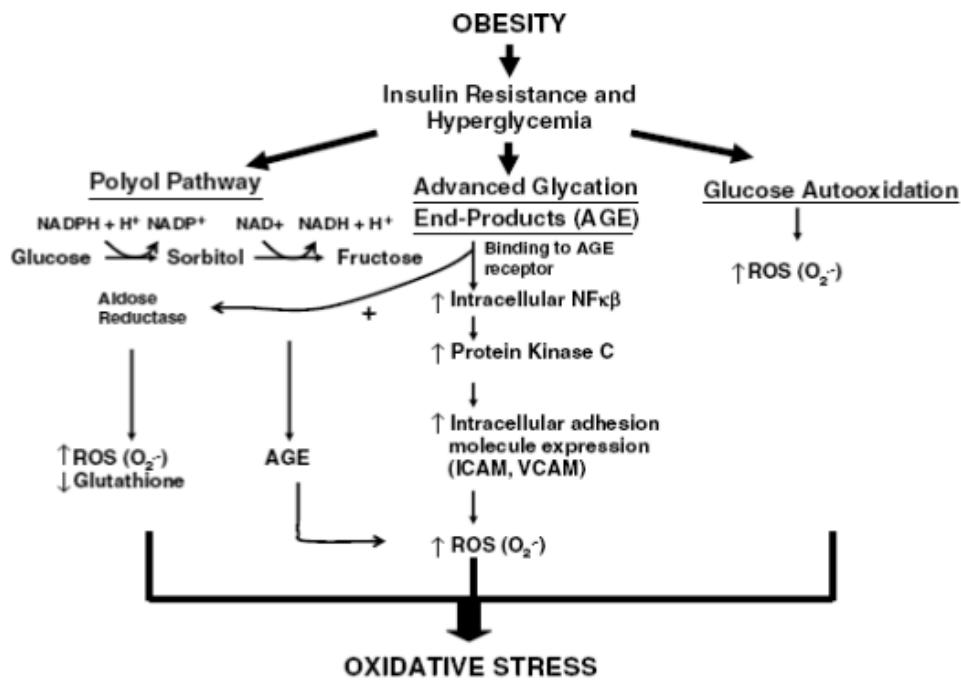 OBESITY
Insulin Resistance and
Hyperglycemia
Polyol Pathway
NADPH + H⁺ NADP⁺ NAD+ NADH + H⁺
Glucose Sorbitol Fructose
Aldose
Reductase
↑ROS (O₂·-)
↓Glutathione
AGE
+
Advanced Glycation
End-Products (AGE)
Binding to AGE
receptor
↑ Intracellular NFκβ
↑ Protein Kinase C
↑ Intracellular adhesion
molecule expression
(ICAM, VCAM)
↑ ROS (O₂·-)
Glucose Autooxidation
↑ROS (O₂·-)
OXIDATIVE STRESS